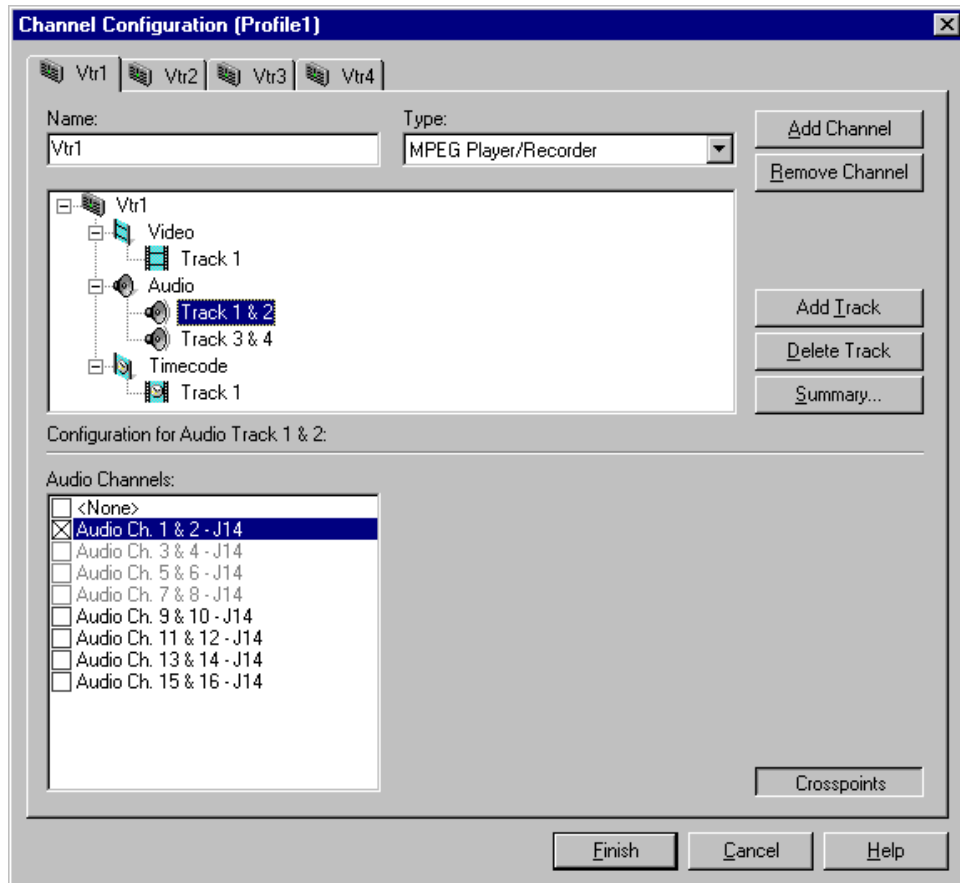 Channel Configuration (Profile1)
Vtr1 Vtr2 Vtr3 Vtr4
Name:
Vtr1
Type:
MPEG Player/Recorder
Add Channel
Remove Channel
Vtr1
Video
Track 1
Audio
Track 1 & 2
Track 3 & 4
Timecode
Track 1
Add Track
Delete Track
Summary...
Configuration for Audio Track 1 & 2:
Audio Channels:
<None>
Audio Ch. 1 & 2 - J14
Audio Ch. 3 & 4 - J14
Audio Ch. 5 & 6 - J14
Audio Ch. 7 & 8 - J14
Audio Ch. 9 & 10 - J14
Audio Ch. 11 & 12 - J14
Audio Ch. 13 & 14 - J14
Audio Ch. 15 & 16 - J14
Crosspoints
Finish
Cancel
Help